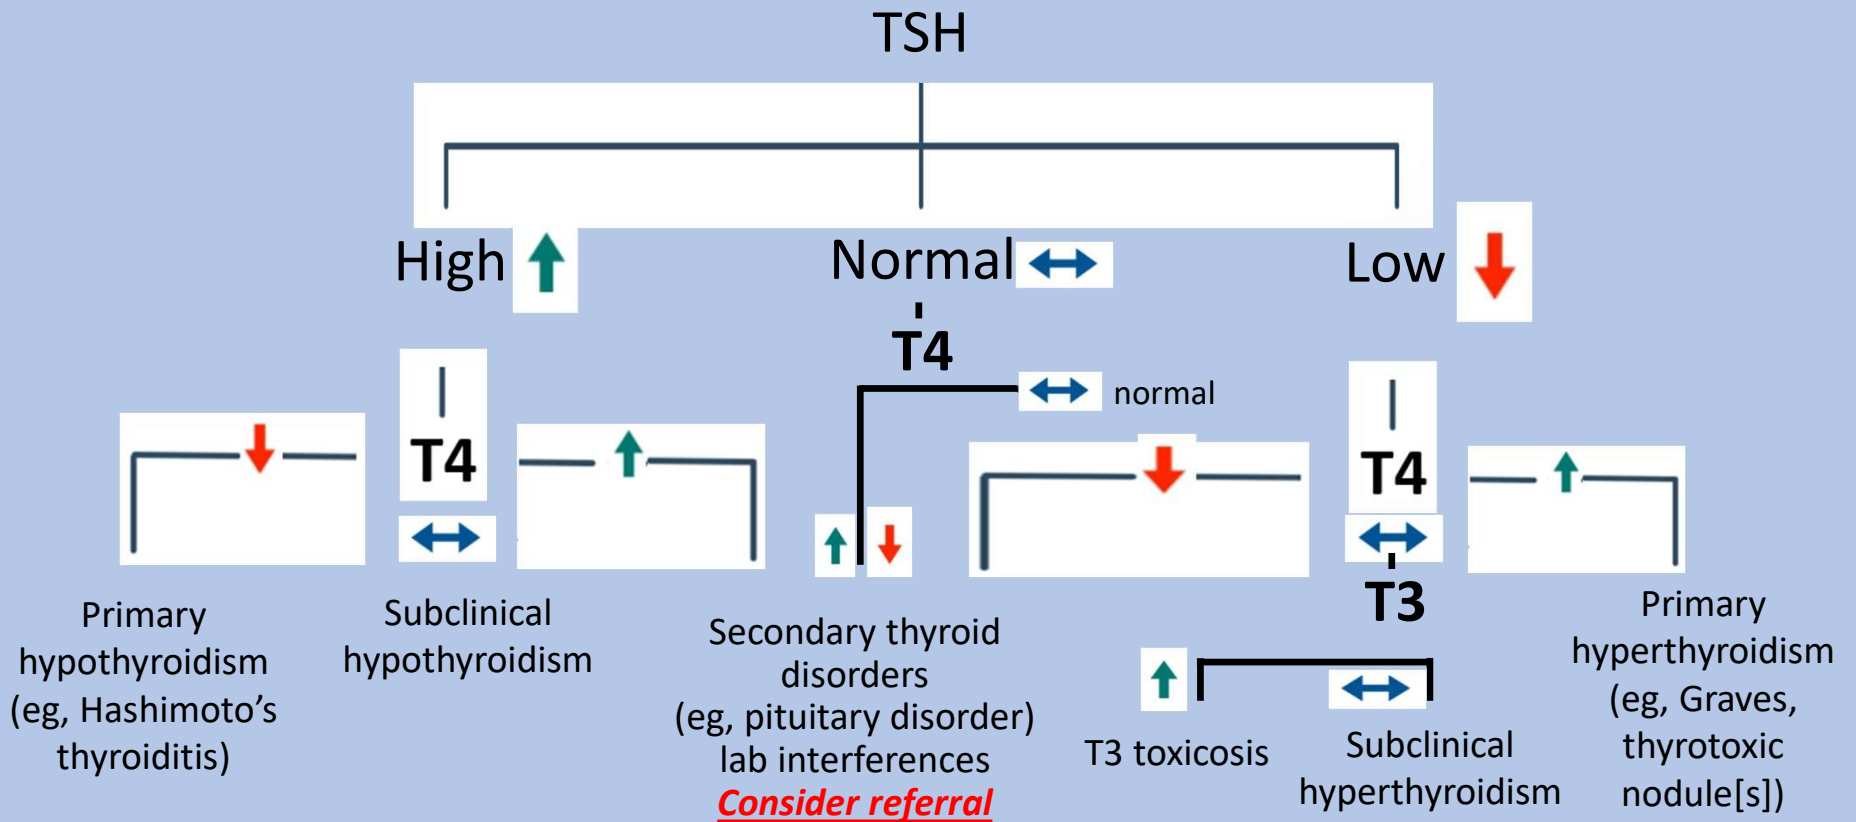 TSH
High
Normal
Low
T4
normal
T4
T4
T3
Primary
hypothyroidism
(eg, Hashimoto’s
thyroiditis)
Subclinical
hypothyroidism
Secondary thyroid
disorders
(eg, pituitary disorder)
lab interferences
Consider referral
T3 toxicosis
Subclinical
hyperthyroidism
Primary
hyperthyroidism
(eg, Graves,
thyrotoxic
nodule[s])